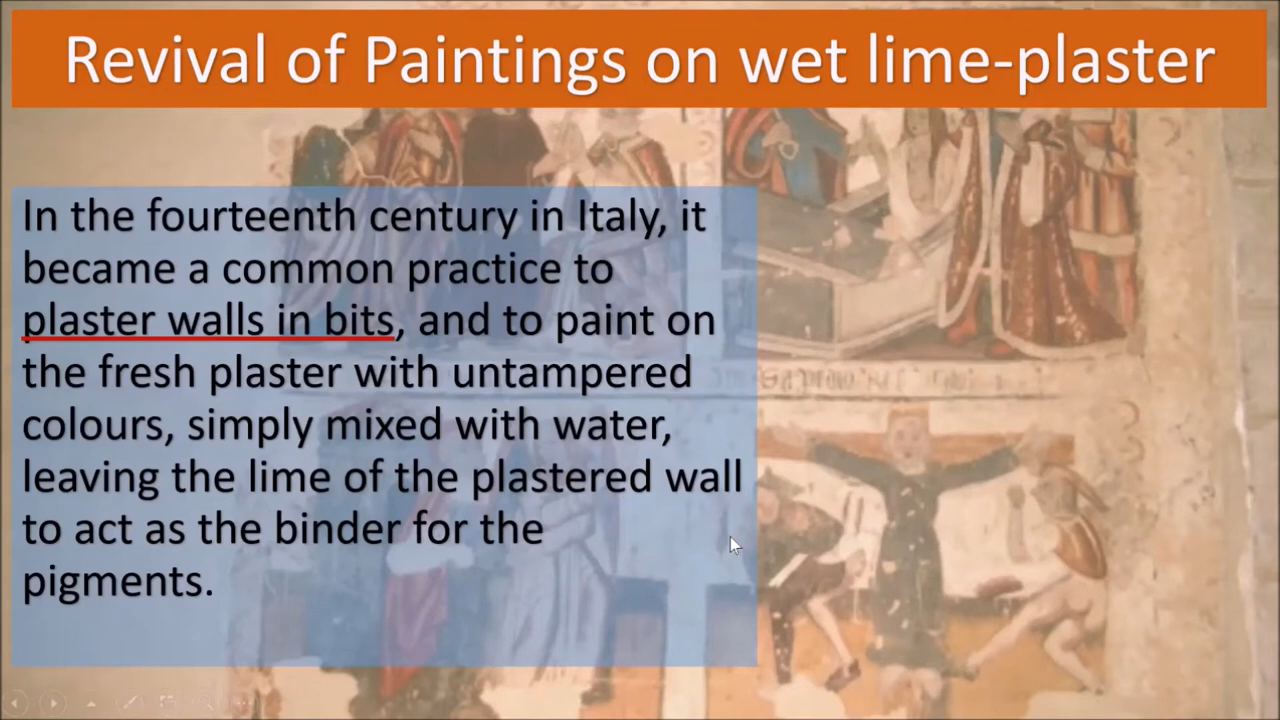 Revival of Paintings on wet lime-plaster
In the fourteenth century in Italy, it
became a common practice to
plaster walls in bits, and to paint on
the fresh plaster with untampered
colours, simply mixed with water,
leaving the lime of the plastered wall
to act as the binder for the
pigments.